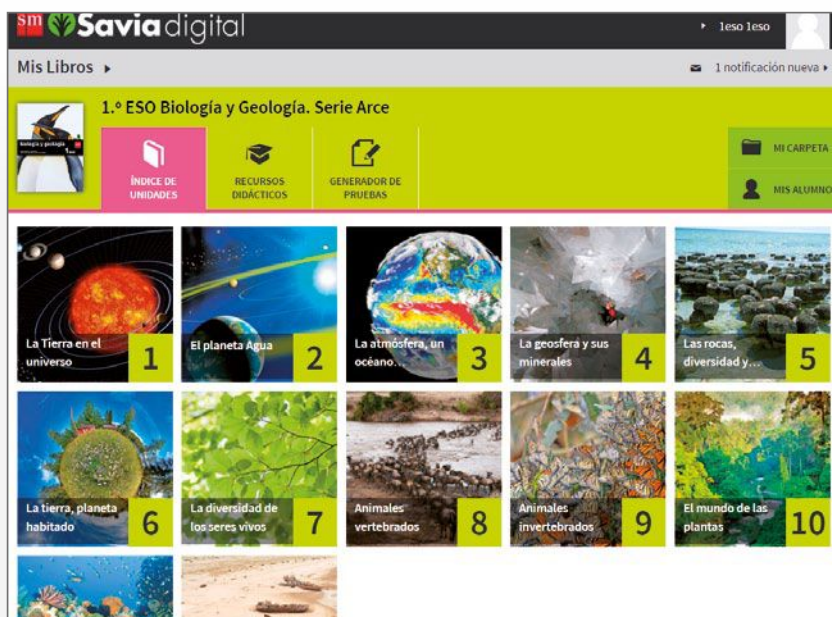 sm Savia digital
1eso 1eso
Mis Libros
1 notificación nueva
1.º ESO Biología y Geología. Serie Arce
biología y geología
ÍNDICE DE
UNIDADES
RECURSOS
DIDÁCTICOS
GENERADOR DE
PRUEBAS
MI CARPETA
MIS ALUMNO
La Tierra en el
universo
1
El planeta Agua
2
La atmósfera, un
océano...
3
La geosfera y sus
minerales
4
Las rocas,
diversidad y...
5
La tierra, planeta
habitado
6
La diversidad de
los seres vivos
7
Animales
vertebrados
8
Animales
invertebrados
9
El mundo de las
plantas
10